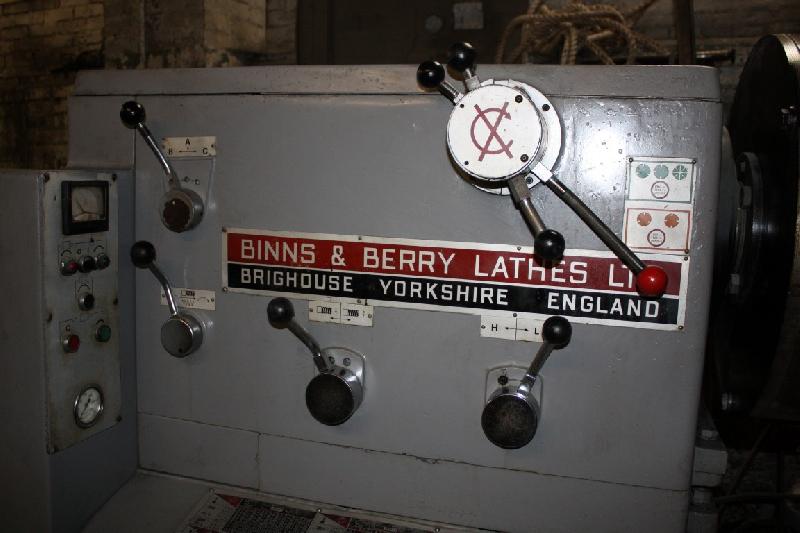 A
B C
BINNS & BERRY LATHES LT
BRIGHOUSE YORKSHIRE ENGLAND
H L